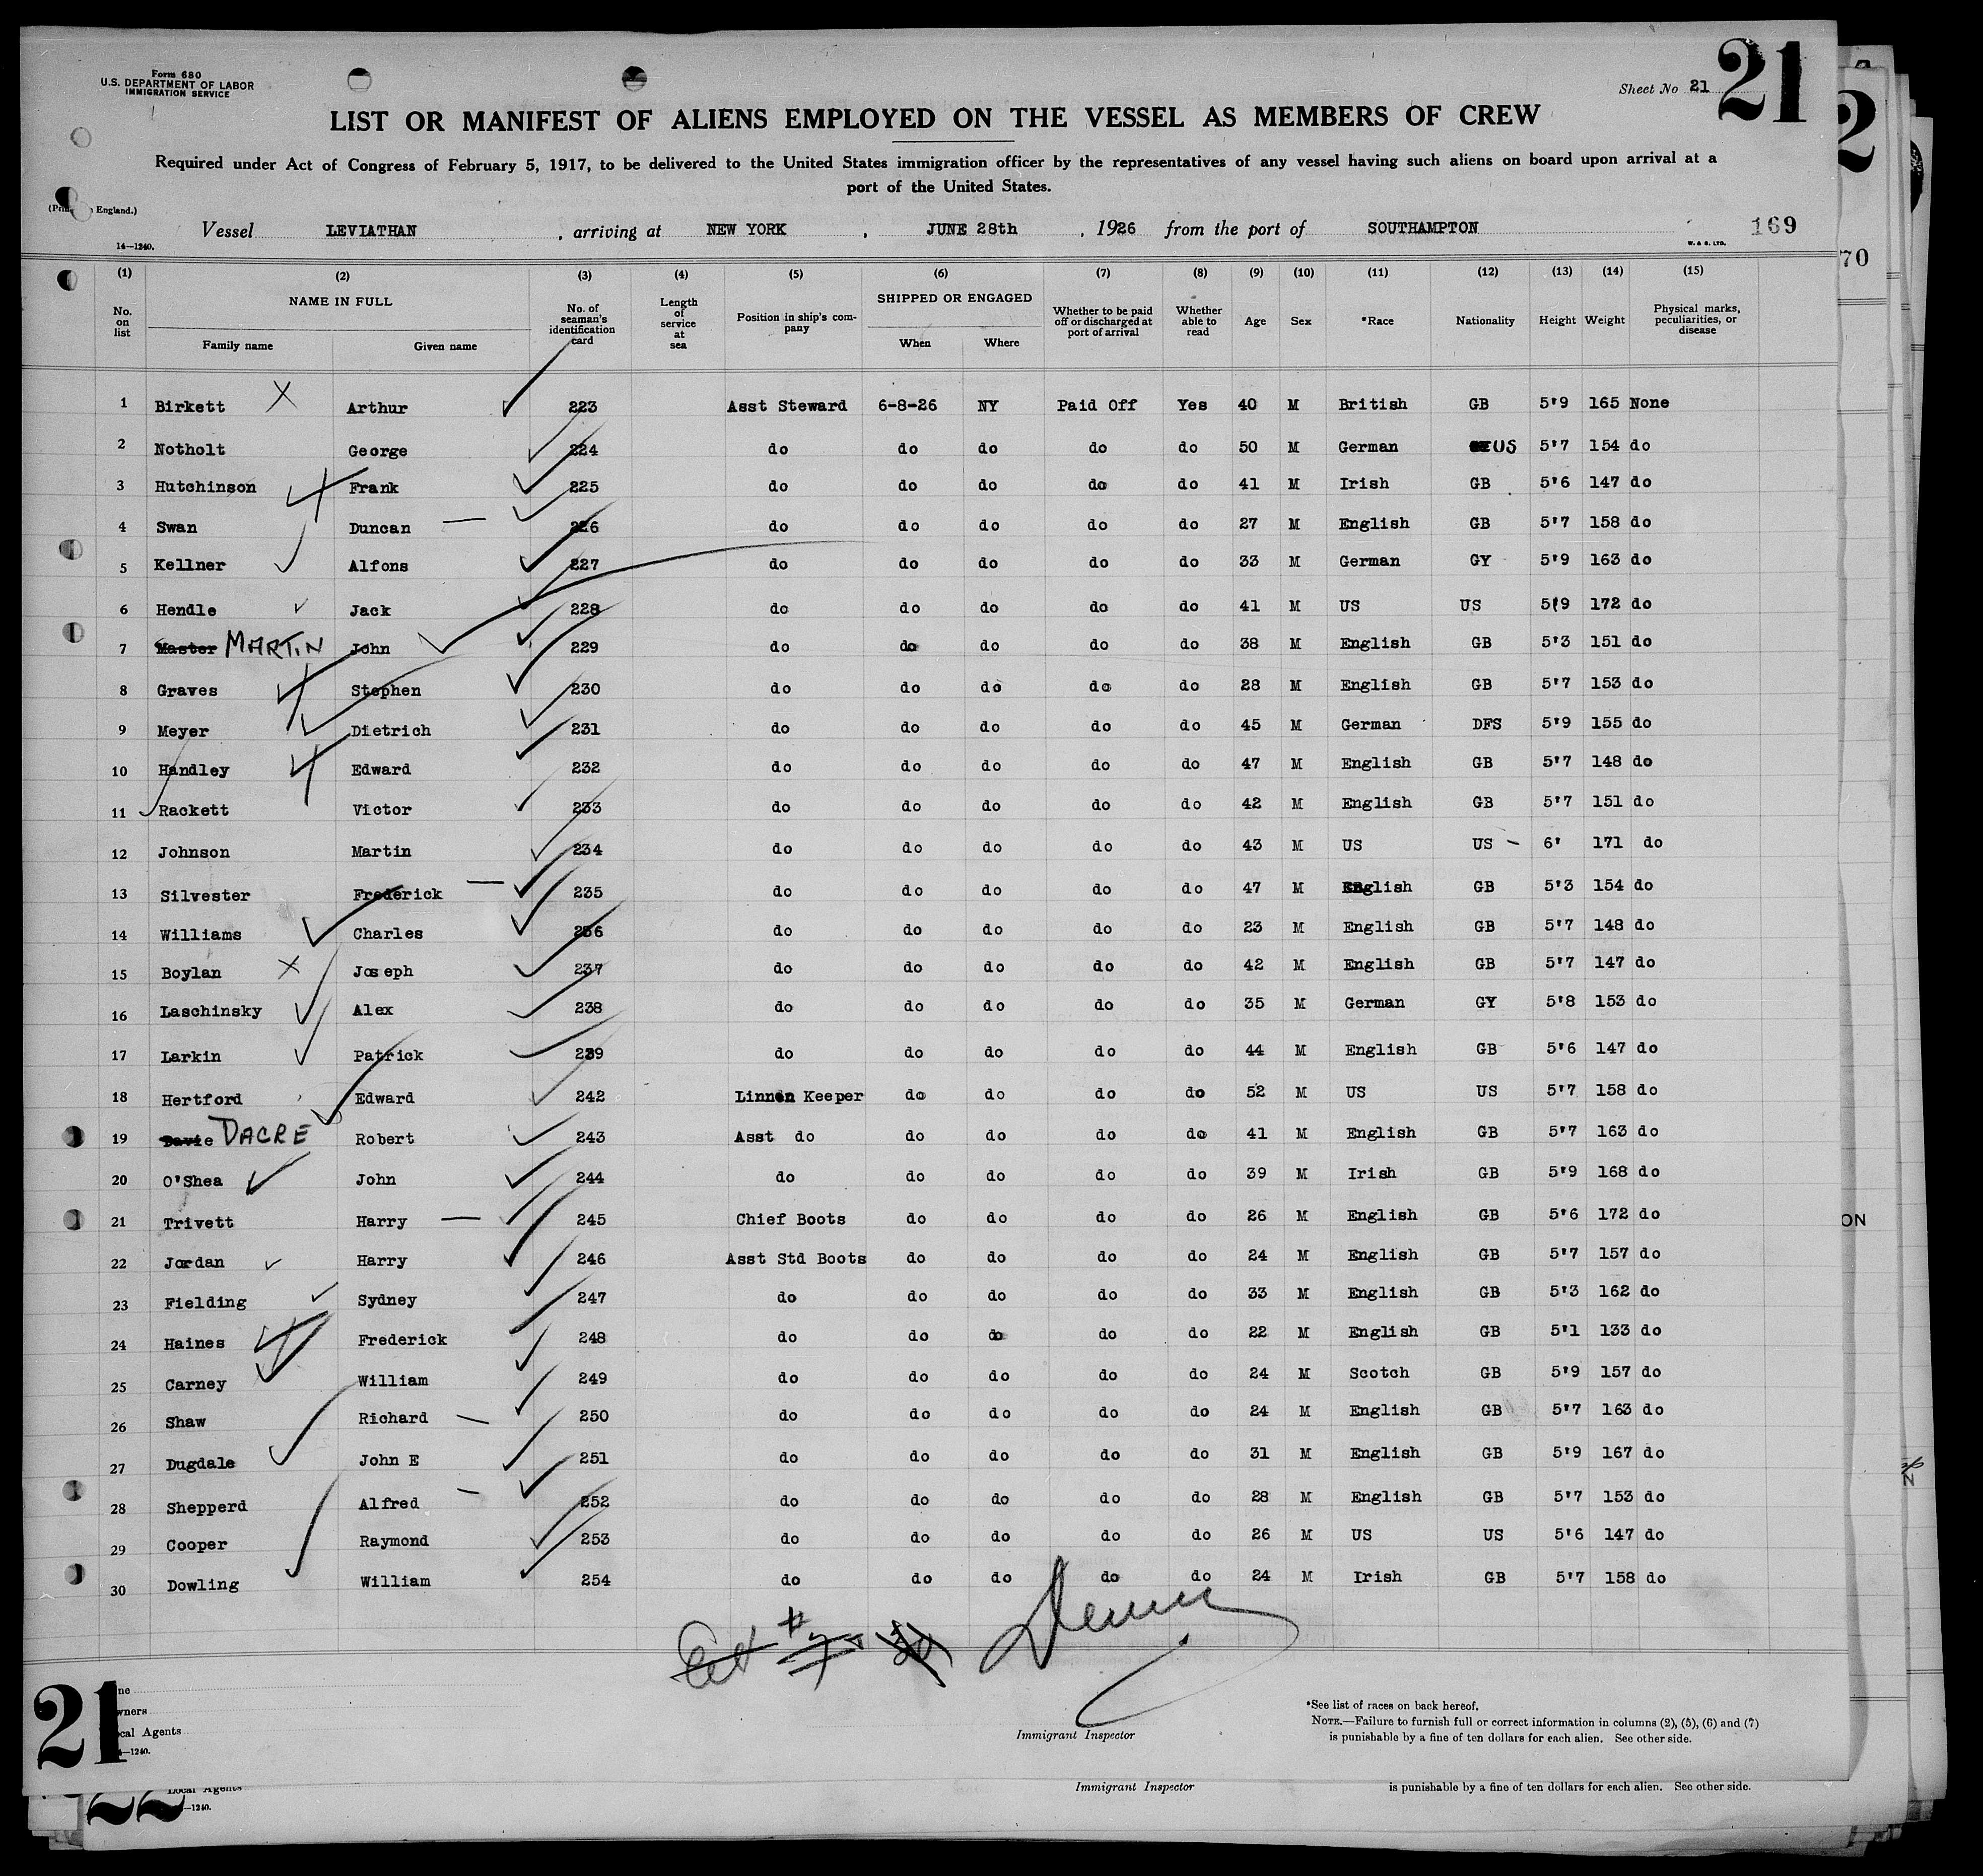 Form 680
U.S. DEPARTMENT OF LABOR
IMMIGRATION SERVICE
Sheet No 21
21
LIST OR MANIFEST OF ALIENS EMPLOYED ON THE VESSEL AS MEMBERS OF CREW
Required under Act of Congress of February 5, 1917, to be delivered to the United States immigration officer by the representatives of any vessel having such aliens on board upon arrival at a
port of the United States.
England.)
Vessel LEVIATHAN , arriving at NEW YORK , JUNE 28th , 1926 from the port of SOUTHAMPTON 169
14—1240. W. & S. LTD.
(1) (2) (3) (4) (5) (6) (7) (8) (9) (10) (11) (12) (13) (14) (15)
No. on list NAME IN FULL Family name Given name No. of seaman's identification card Length of service at sea Position in ship's company SHIPPED OR ENGAGED When Where Whether to be paid off or discharged at port of arrival Whether able to read Age Sex *Race Nationality Height Weight Physical marks, peculiarities, or disease
1 Birkett Arthur 223 Asst Steward 6-8-26 NY Paid Off Yes 40 M British GB 5'9 165 None
2 Notholt George 224 do do do do do 50 M German US 5'7 154 do
3 Hutchinson Frank 225 do do do do do 41 M Irish GB 5'6 147 do
4 Swan Duncan 226 do do do do do 27 M English GB 5'7 158 do
5 Kellner Alfons 227 do do do do do 33 M German GY 5'9 163 do
6 Hendle Jack 228 do do do do do 41 M US US 5'9 172 do
7 Master MARTIN John 229 do do do do do 38 M English GB 5'3 151 do
8 Graves Stephen 230 do do do do do 28 M English GB 5'7 153 do
9 Meyer Dietrich 231 do do do do do 45 M German DFS 5'9 155 do
10 Handley Edward 232 do do do do do 47 M English GB 5'7 148 do
11 Rackett Victor 233 do do do do do 42 M English GB 5'7 151 do
12 Johnson Martin 234 do do do do do 43 M US US 6' 171 do
13 Silvester Frederick 235 do do do do do 47 M English GB 5'3 154 do
14 Williams Charles 236 do do do do do 23 M English GB 5'7 148 do
15 Boylan Joseph 237 do do do do do 42 M English GB 5'7 147 do
16 Laschinsky Alex 238 do do do do do 35 M German GY 5'8 153 do
17 Larkin Patrick 239 do do do do do 44 M English GB 5'6 147 do
18 Hertford Edward 242 Linnen Keeper do do do do 52 M US US 5'7 158 do
19 Davie DACRE Robert 243 Asst do do do do do 41 M English GB 5'7 163 do
20 O'Shea John 244 do do do do do 39 M Irish GB 5'9 168 do
21 Trivett Harry 245 Chief Boots do do do do 26 M English GB 5'6 172 do
22 Jordan Harry 246 Asst Std Boots do do do do 24 M English GB 5'7 157 do
23 Fielding Sydney 247 do do do do do 33 M English GB 5'3 162 do
24 Haines Frederick 248 do do do do do 22 M English GB 5'1 133 do
25 Carney William 249 do do do do do 24 M Scotch GB 5'9 157 do
26 Shaw Richard 250 do do do do do 24 M English GB 5'7 163 do
27 Dugdale John E 251 do do do do do 31 M English GB 5'9 167 do
28 Shepperd Alfred 252 do do do do do 28 M English GB 5'7 153 do
29 Cooper Raymond 253 do do do do do 26 M US US 5'6 147 do
30 Dowling William 254 do do do do do 24 M Irish GB 5'7 158 do
21
Local Agents
Immigrant Inspector
*See list of races on back hereof.
NOTE.—Failure to furnish full or correct information in columns (2), (5), (6) and (7)
is punishable by a fine of ten dollars for each alien. See other side.
—1240.
22
Local Agents
Immigrant Inspector
is punishable by a fine of ten dollars for each alien. See other side.
—1240.
2
70
ON